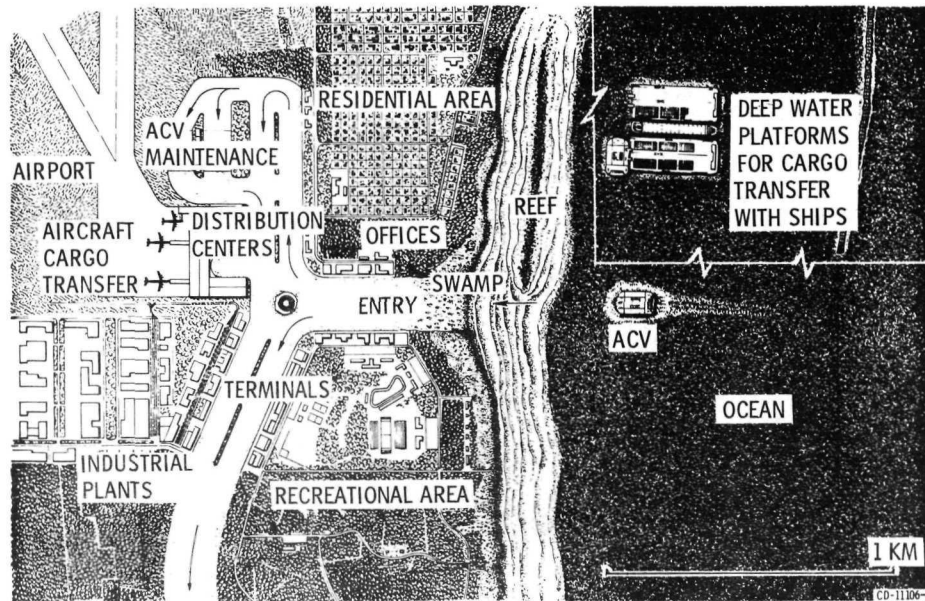 ACV
MAINTENANCE
AIRPORT
AIRCRAFT
CARGO
TRANSFER
DISTRIBUTION
CENTERS
RESIDENTIAL AREA
OFFICES
REEF
SWAMP
ENTRY
DEEP WATER
PLATFORMS
FOR CARGO
TRANSFER
WITH SHIPS
ACV
OCEAN
TERMINALS
INDUSTRIAL
PLANTS
RECREATIONAL AREA
1 KM
CD-11106-